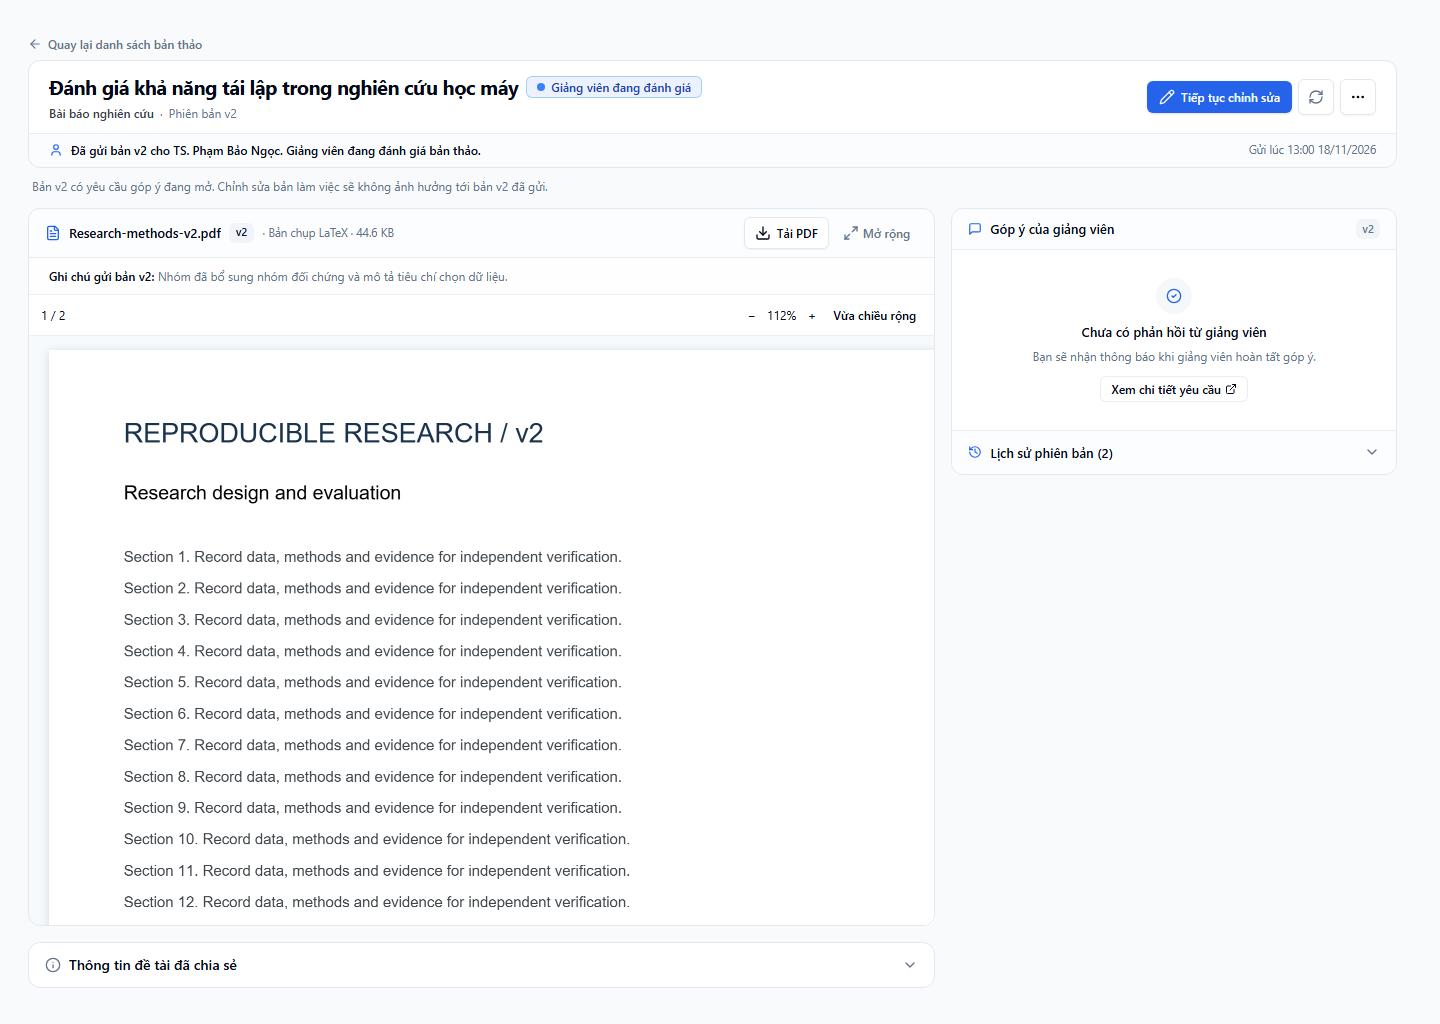 Quay lại danh sách bản thảo
Đánh giá khả năng tái lập trong nghiên cứu học máy
Giảng viên đang đánh giá
Bài báo nghiên cứu · Phiên bản v2
Tiếp tục chỉnh sửa
Đã gửi bản v2 cho TS. Phạm Bảo Ngọc. Giảng viên đang đánh giá bản thảo.
Gửi lúc 13:00 18/11/2026
Bản v2 có yêu cầu góp ý đang mở. Chỉnh sửa bản làm việc sẽ không ảnh hưởng tới bản v2 đã gửi.
Research-methods-v2.pdf v2 · Bản chụp LaTeX · 44.6 KB
Tải PDF
Mở rộng
Ghi chú gửi bản v2: Nhóm đã bổ sung nhóm đối chứng và mô tả tiêu chí chọn dữ liệu.
1 / 2
− 112% + Vừa chiều rộng
REPRODUCIBLE RESEARCH / v2
Research design and evaluation
Section 1. Record data, methods and evidence for independent verification.
Section 2. Record data, methods and evidence for independent verification.
Section 3. Record data, methods and evidence for independent verification.
Section 4. Record data, methods and evidence for independent verification.
Section 5. Record data, methods and evidence for independent verification.
Section 6. Record data, methods and evidence for independent verification.
Section 7. Record data, methods and evidence for independent verification.
Section 8. Record data, methods and evidence for independent verification.
Section 9. Record data, methods and evidence for independent verification.
Section 10. Record data, methods and evidence for independent verification.
Section 11. Record data, methods and evidence for independent verification.
Section 12. Record data, methods and evidence for independent verification.
Thông tin đề tài đã chia sẻ
Góp ý của giảng viên
v2
Chưa có phản hồi từ giảng viên
Bạn sẽ nhận thông báo khi giảng viên hoàn tất góp ý.
Xem chi tiết yêu cầu
Lịch sử phiên bản (2)